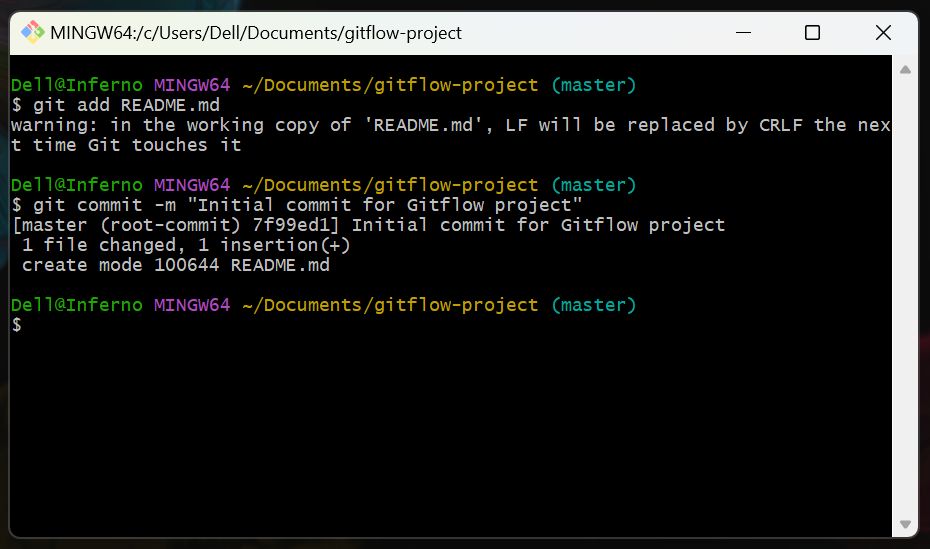 MINGW64:/c/Users/Dell/Documents/gitflow-project
Dell@Inferno MINGW64 ~/Documents/gitflow-project (master)
$ git add README.md
warning: in the working copy of 'README.md', LF will be replaced by CRLF the nex
t time Git touches it
Dell@Inferno MINGW64 ~/Documents/gitflow-project (master)
$ git commit -m "Initial commit for Gitflow project"
[master (root-commit) 7f99ed1] Initial commit for Gitflow project
 1 file changed, 1 insertion(+)
 create mode 100644 README.md
Dell@Inferno MINGW64 ~/Documents/gitflow-project (master)
$